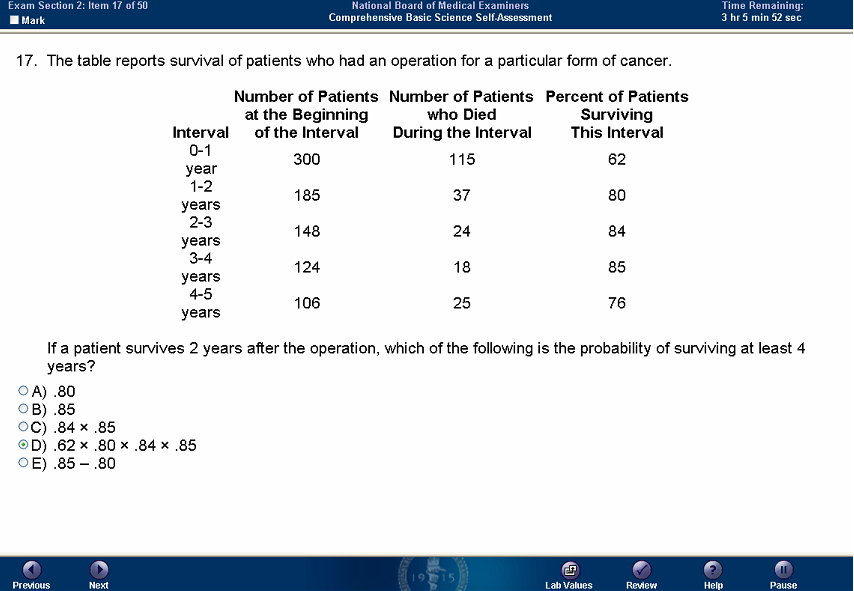 Exam Section 2: Item 17 of 50
National Board of Medical Examiners
Time Remaining:
Mark
Comprehensive Basic Science Self-Assessment
3 hr 5 min 52 sec
17. The table reports survival of patients who had an operation for a particular form of cancer.
Number of Patients Number of Patients Percent of Patients
at the Beginning who Died Surviving
Interval of the Interval During the Interval This Interval
0-1
year 300 115 62
1-2
years 185 37 80
2-3
years 148 24 84
3-4
years 124 18 85
4-5
years 106 25 76
If a patient survives 2 years after the operation, which of the following is the probability of surviving at least 4
years?
A) .80
B) .85
C) .84 × .85
D) .62 × .80 × .84 × .85
E) .85 – .80
1915
Previous Next Lab Values Review Help Pause